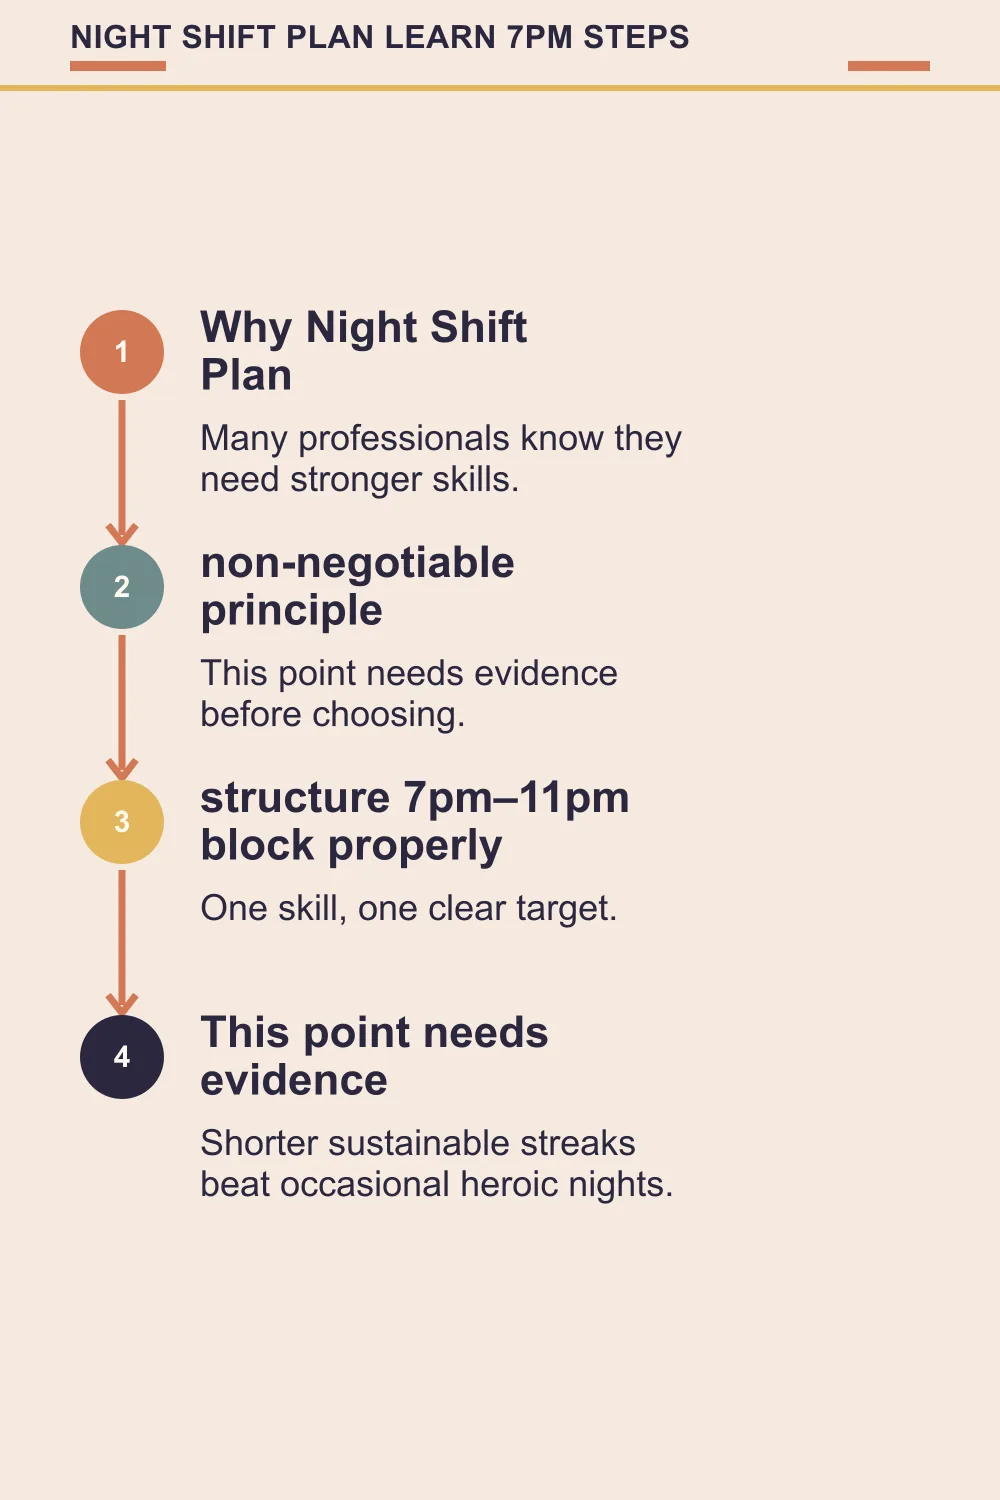 NIGHT SHIFT PLAN LEARN 7PM STEPS
1
Why Night Shift
Plan
Many professionals know they
need stronger skills.
2
non-negotiable
principle
This point needs evidence
before choosing.
3
structure 7pm–11pm
block properly
One skill, one clear target.
4
This point needs
evidence
Shorter sustainable streaks
beat occasional heroic nights.